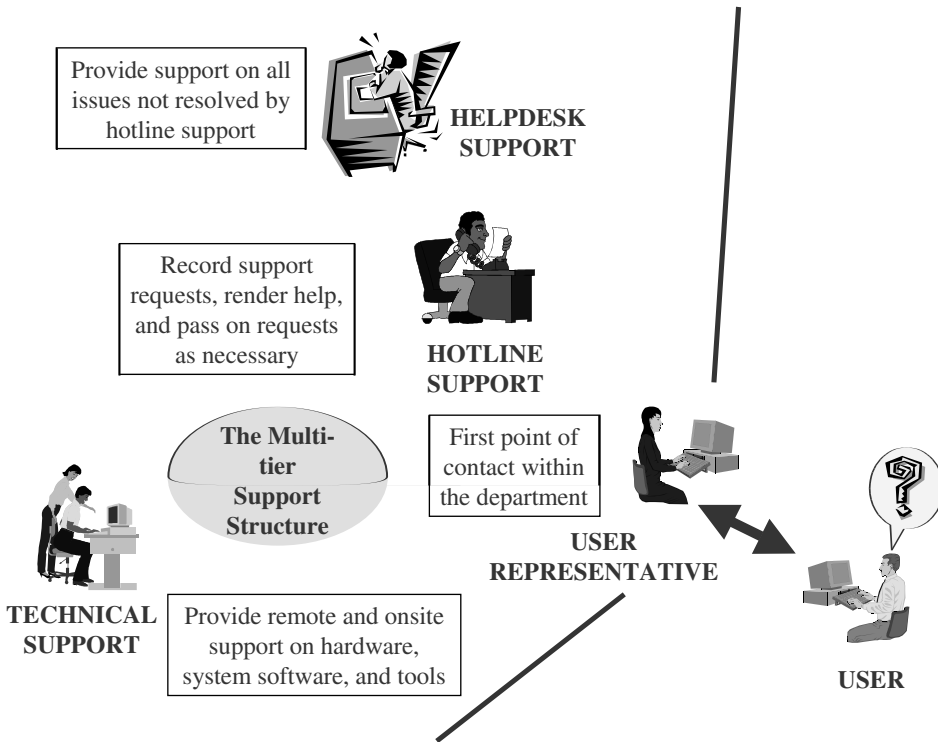 Provide support on all
issues not resolved by
hotline support
HELPDESK
SUPPORT
Record support
requests, render help,
and pass on requests
as necessary
HOTLINE
SUPPORT
The Multi-
tier
Support
Structure
First point of
contact within
the department
USER
REPRESENTATIVE
TECHNICAL
SUPPORT
Provide remote and onsite
support on hardware,
system software, and tools
?
USER